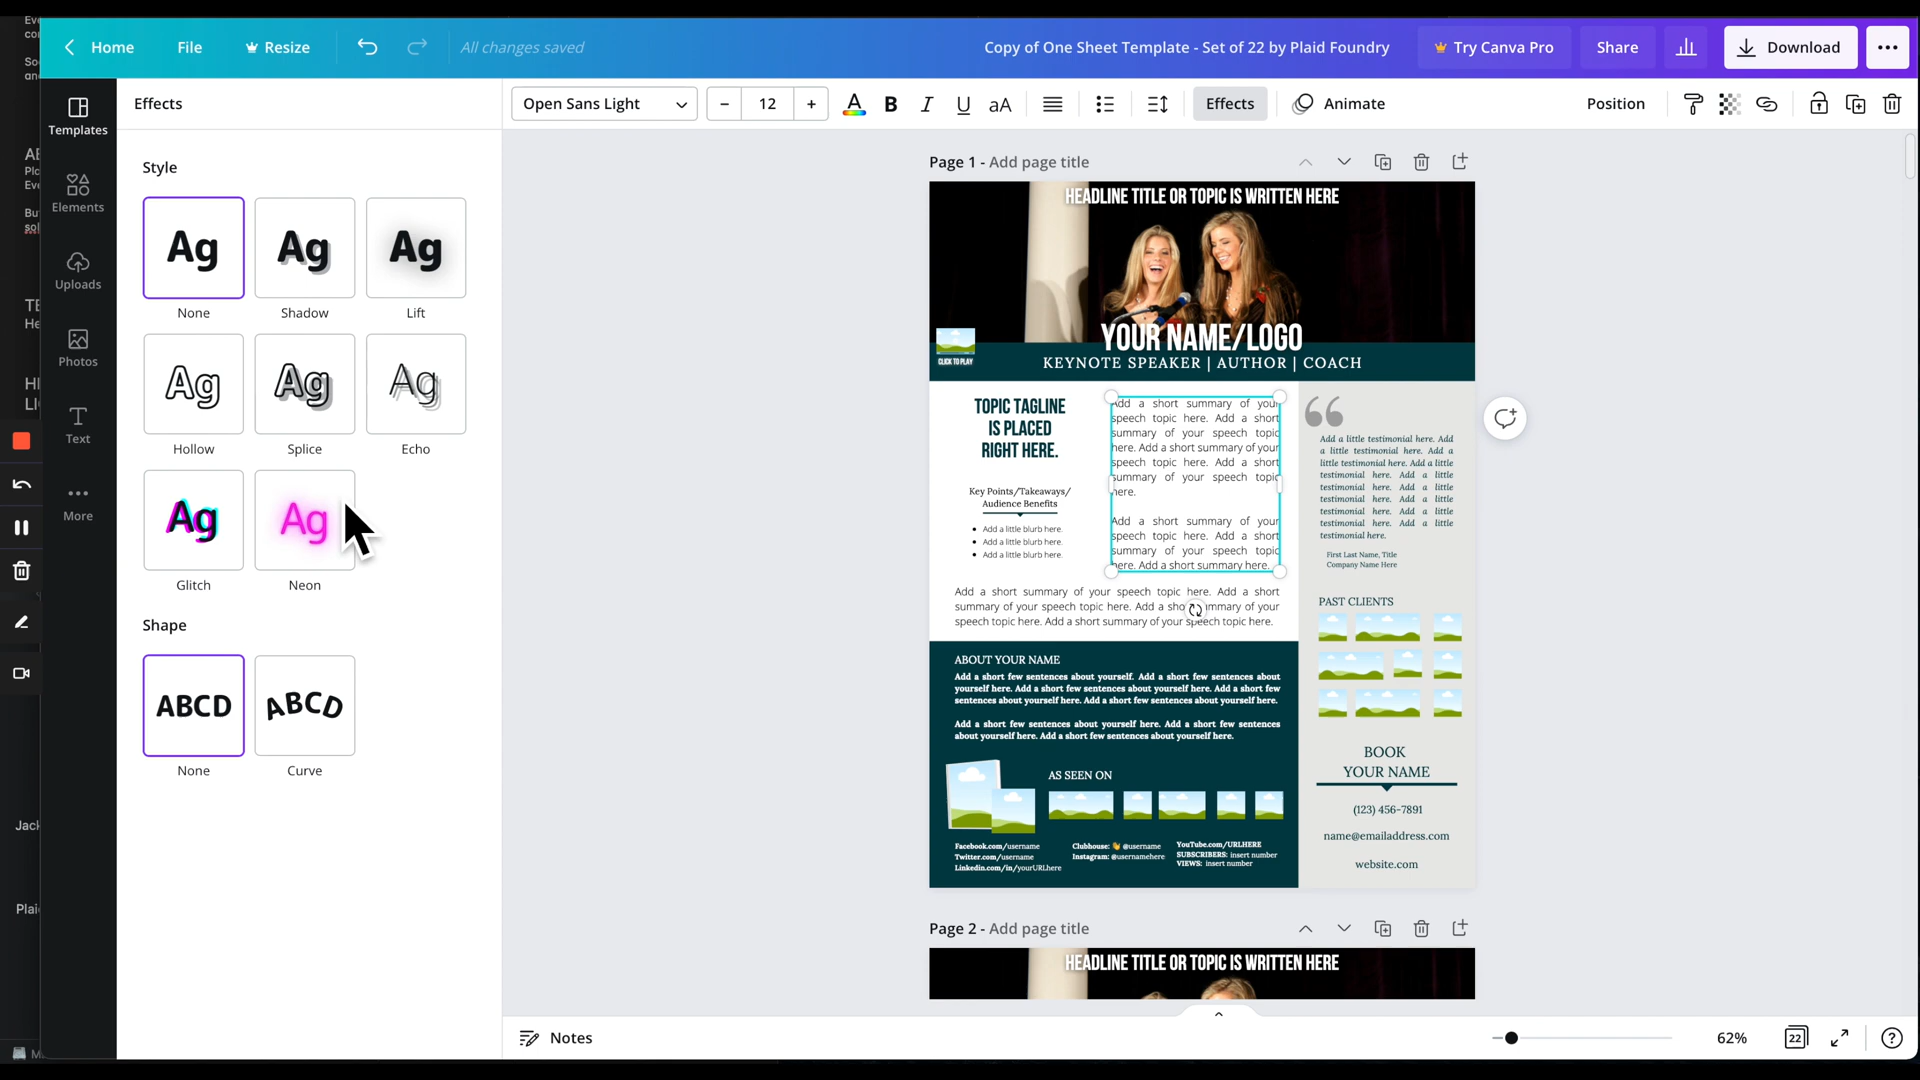 Home
File
Resize
All changes saved
Copy of One Sheet Template - Set of 22 by Plaid Foundry
Try Canva Pro
Share
Download
Templates
Elements
Uploads
Photos
Text
More
Effects
Style
Ag
Ag
Ag
None
Shadow
Lift
Ag
Ag
Ag
Hollow
Splice
Echo
Ag
Ag
Glitch
Neon
Shape
ABCD
ABCD
None
Curve
Open Sans Light
12
A
B
I
U
aA
Effects
Animate
Position
Page 1 - Add page title
HEADLINE TITLE OR TOPIC IS WRITTEN HERE
YOUR NAME/LOGO
CLICK TO PLAY
KEYNOTE SPEAKER | AUTHOR | COACH
TOPIC TAGLINE
IS PLACED
RIGHT HERE.
Key Points/Takeaways/
Audience Benefits
Add a little blurb here.
Add a little blurb here.
Add a little blurb here.
Add a short summary of your
speech topic here. Add a short
summary of your speech topic
here. Add a short summary of your
speech topic here. Add a short
summary of your speech topic
here.
Add a short summary of your
speech topic here. Add a short
summary of your speech topic
here. Add a short summary here.
Add a short summary of your speech topic here. Add a short
summary of your speech topic here. Add a short summary of your
speech topic here. Add a short summary of your speech topic here.
Add a little testimonial here. Add
a little testimonial here. Add a
little testimonial here. Add a little
testimonial here. Add a little
testimonial here. Add a little
testimonial here. Add a little
testimonial here. Add a little
testimonial here.
First Last Name, Title
Company Name Here
PAST CLIENTS
BOOK
YOUR NAME
(123) 456-7891
name@emailaddress.com
website.com
ABOUT YOUR NAME
Add a short few sentences about yourself. Add a short few sentences about
yourself here. Add a short few sentences about yourself here. Add a short few
sentences about yourself here. Add a short few sentences about yourself here.
Add a short few sentences about yourself here. Add a short few sentences
about yourself here. Add a short few sentences about yourself here.
AS SEEN ON
Facebook.com/username
Twitter.com/username
Linkedin.com/in/yourURLhere
Clubhouse: 👋 @username
Instagram: @usernamehere
YouTube.com/URLHERE
SUBSCRIBERS: insert number
VIEWS: insert number
Page 2 - Add page title
HEADLINE TITLE OR TOPIC IS WRITTEN HERE
Notes
62%
22